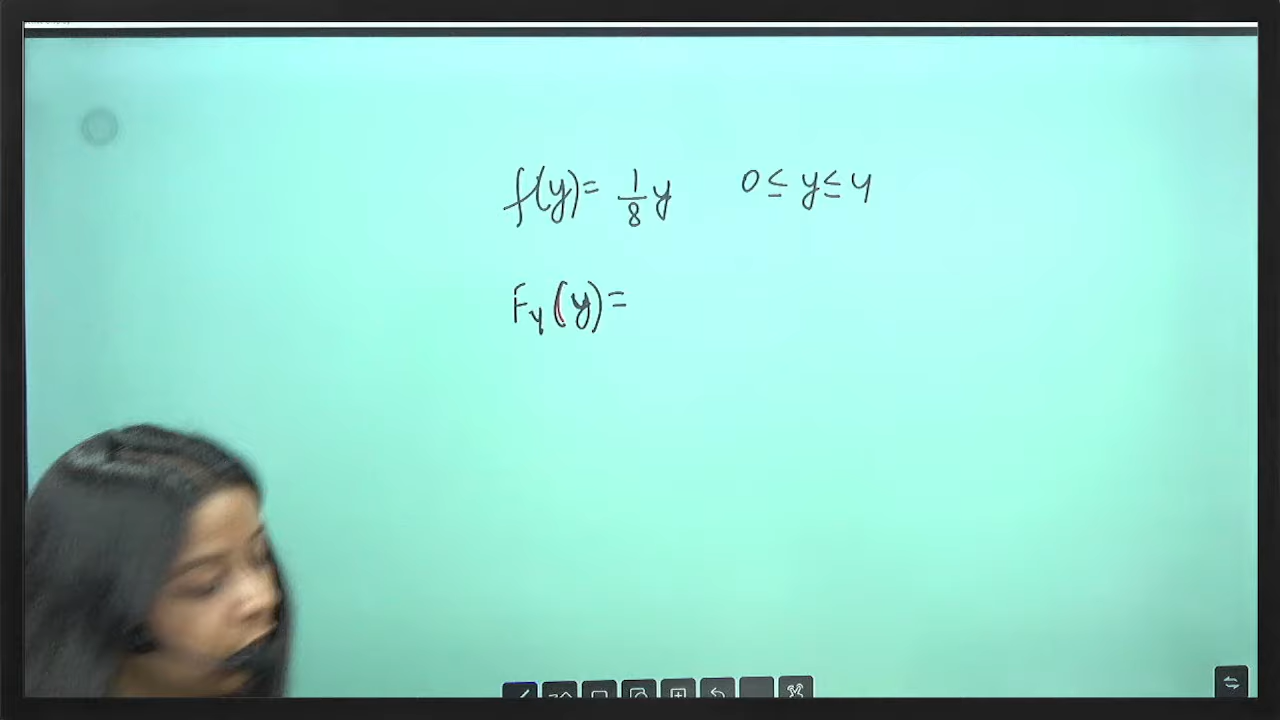 f(y) = 1/8 y    0 ≤ y ≤ 4
F_Y(y) =